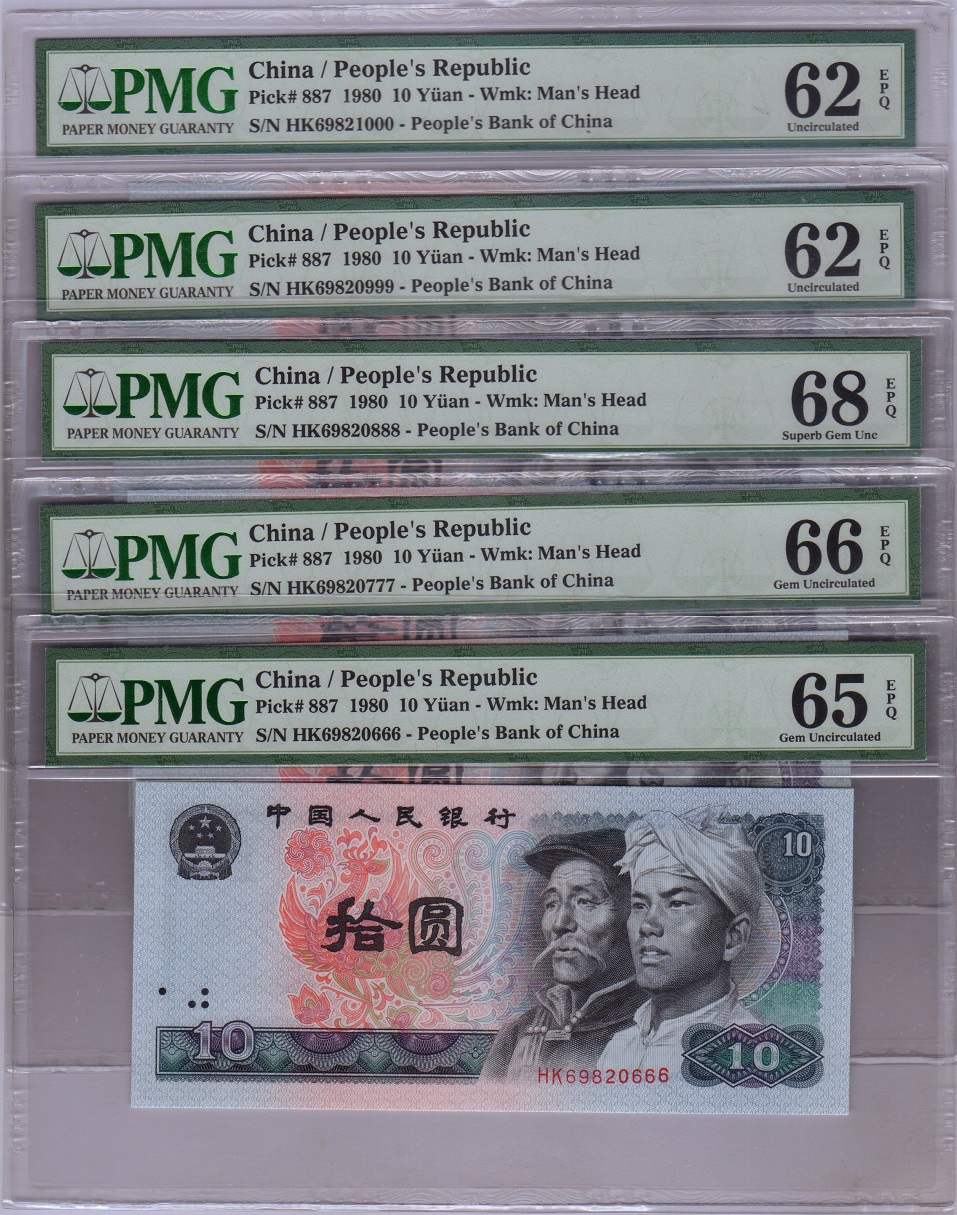 PMG
PAPER MONEY GUARANTY
China / People's Republic
Pick# 887 1980 10 Yüan - Wmk: Man's Head
S/N HK69821000 - People's Bank of China
62
EPQ
Uncirculated
PMG
PAPER MONEY GUARANTY
China / People's Republic
Pick# 887 1980 10 Yüan - Wmk: Man's Head
S/N HK69820999 - People's Bank of China
62
EPQ
Uncirculated
PMG
PAPER MONEY GUARANTY
China / People's Republic
Pick# 887 1980 10 Yüan - Wmk: Man's Head
S/N HK69820888 - People's Bank of China
68
EPQ
Superb Gem Unc
PMG
PAPER MONEY GUARANTY
China / People's Republic
Pick# 887 1980 10 Yüan - Wmk: Man's Head
S/N HK69820777 - People's Bank of China
66
EPQ
Gem Uncirculated
PMG
PAPER MONEY GUARANTY
China / People's Republic
Pick# 887 1980 10 Yüan - Wmk: Man's Head
S/N HK69820666 - People's Bank of China
65
EPQ
Gem Uncirculated
中国人民银行
10
拾圆
10
HK69820666
10